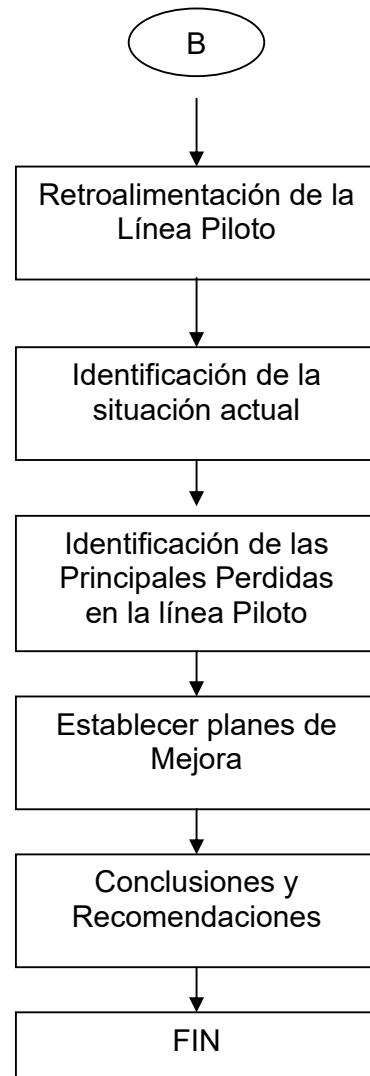 B
Retroalimentación de la
Línea Piloto
Identificación de la
situación actual
Identificación de las
Principales Perdidas
en la línea Piloto
Establecer planes de
Mejora
Conclusiones y
Recomendaciones
FIN